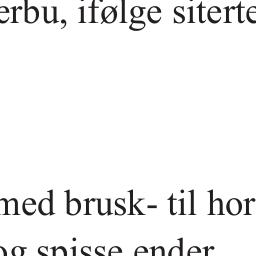 erbu, ifølge siterte
med brusk- til hor
og spisse ender